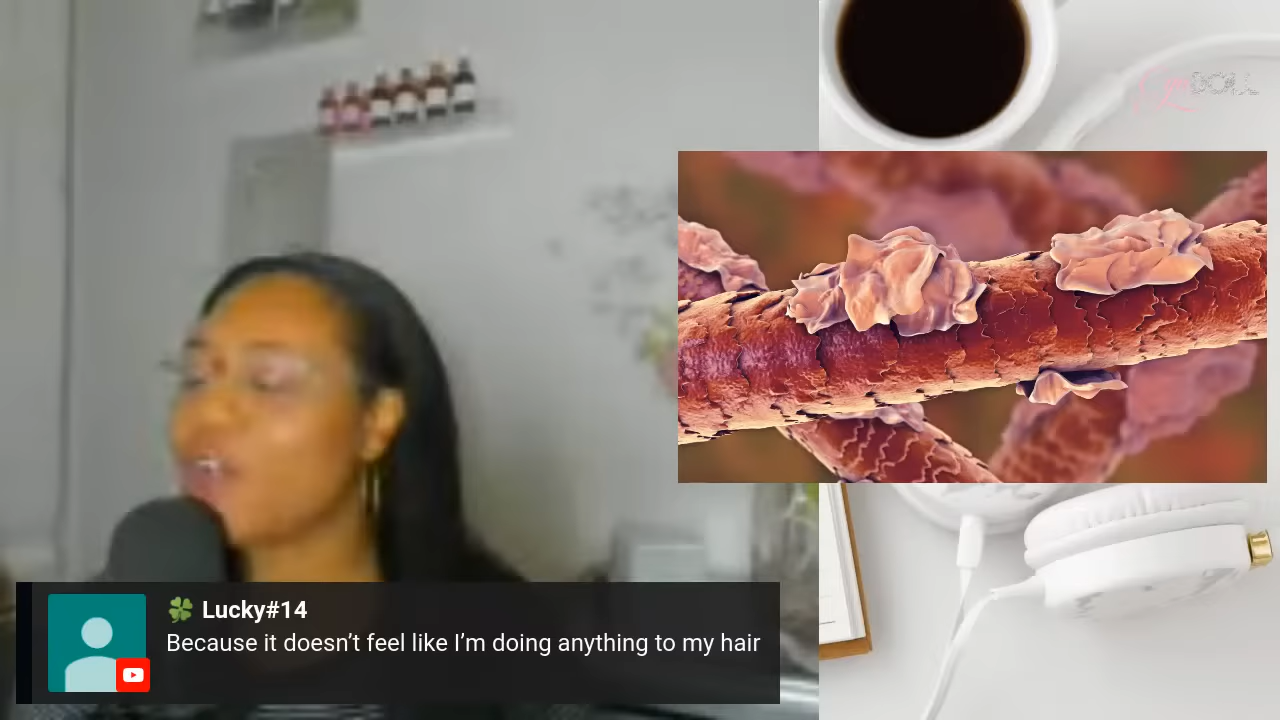 🍀 Lucky#14
Because it doesn’t feel like I’m doing anything to my hair